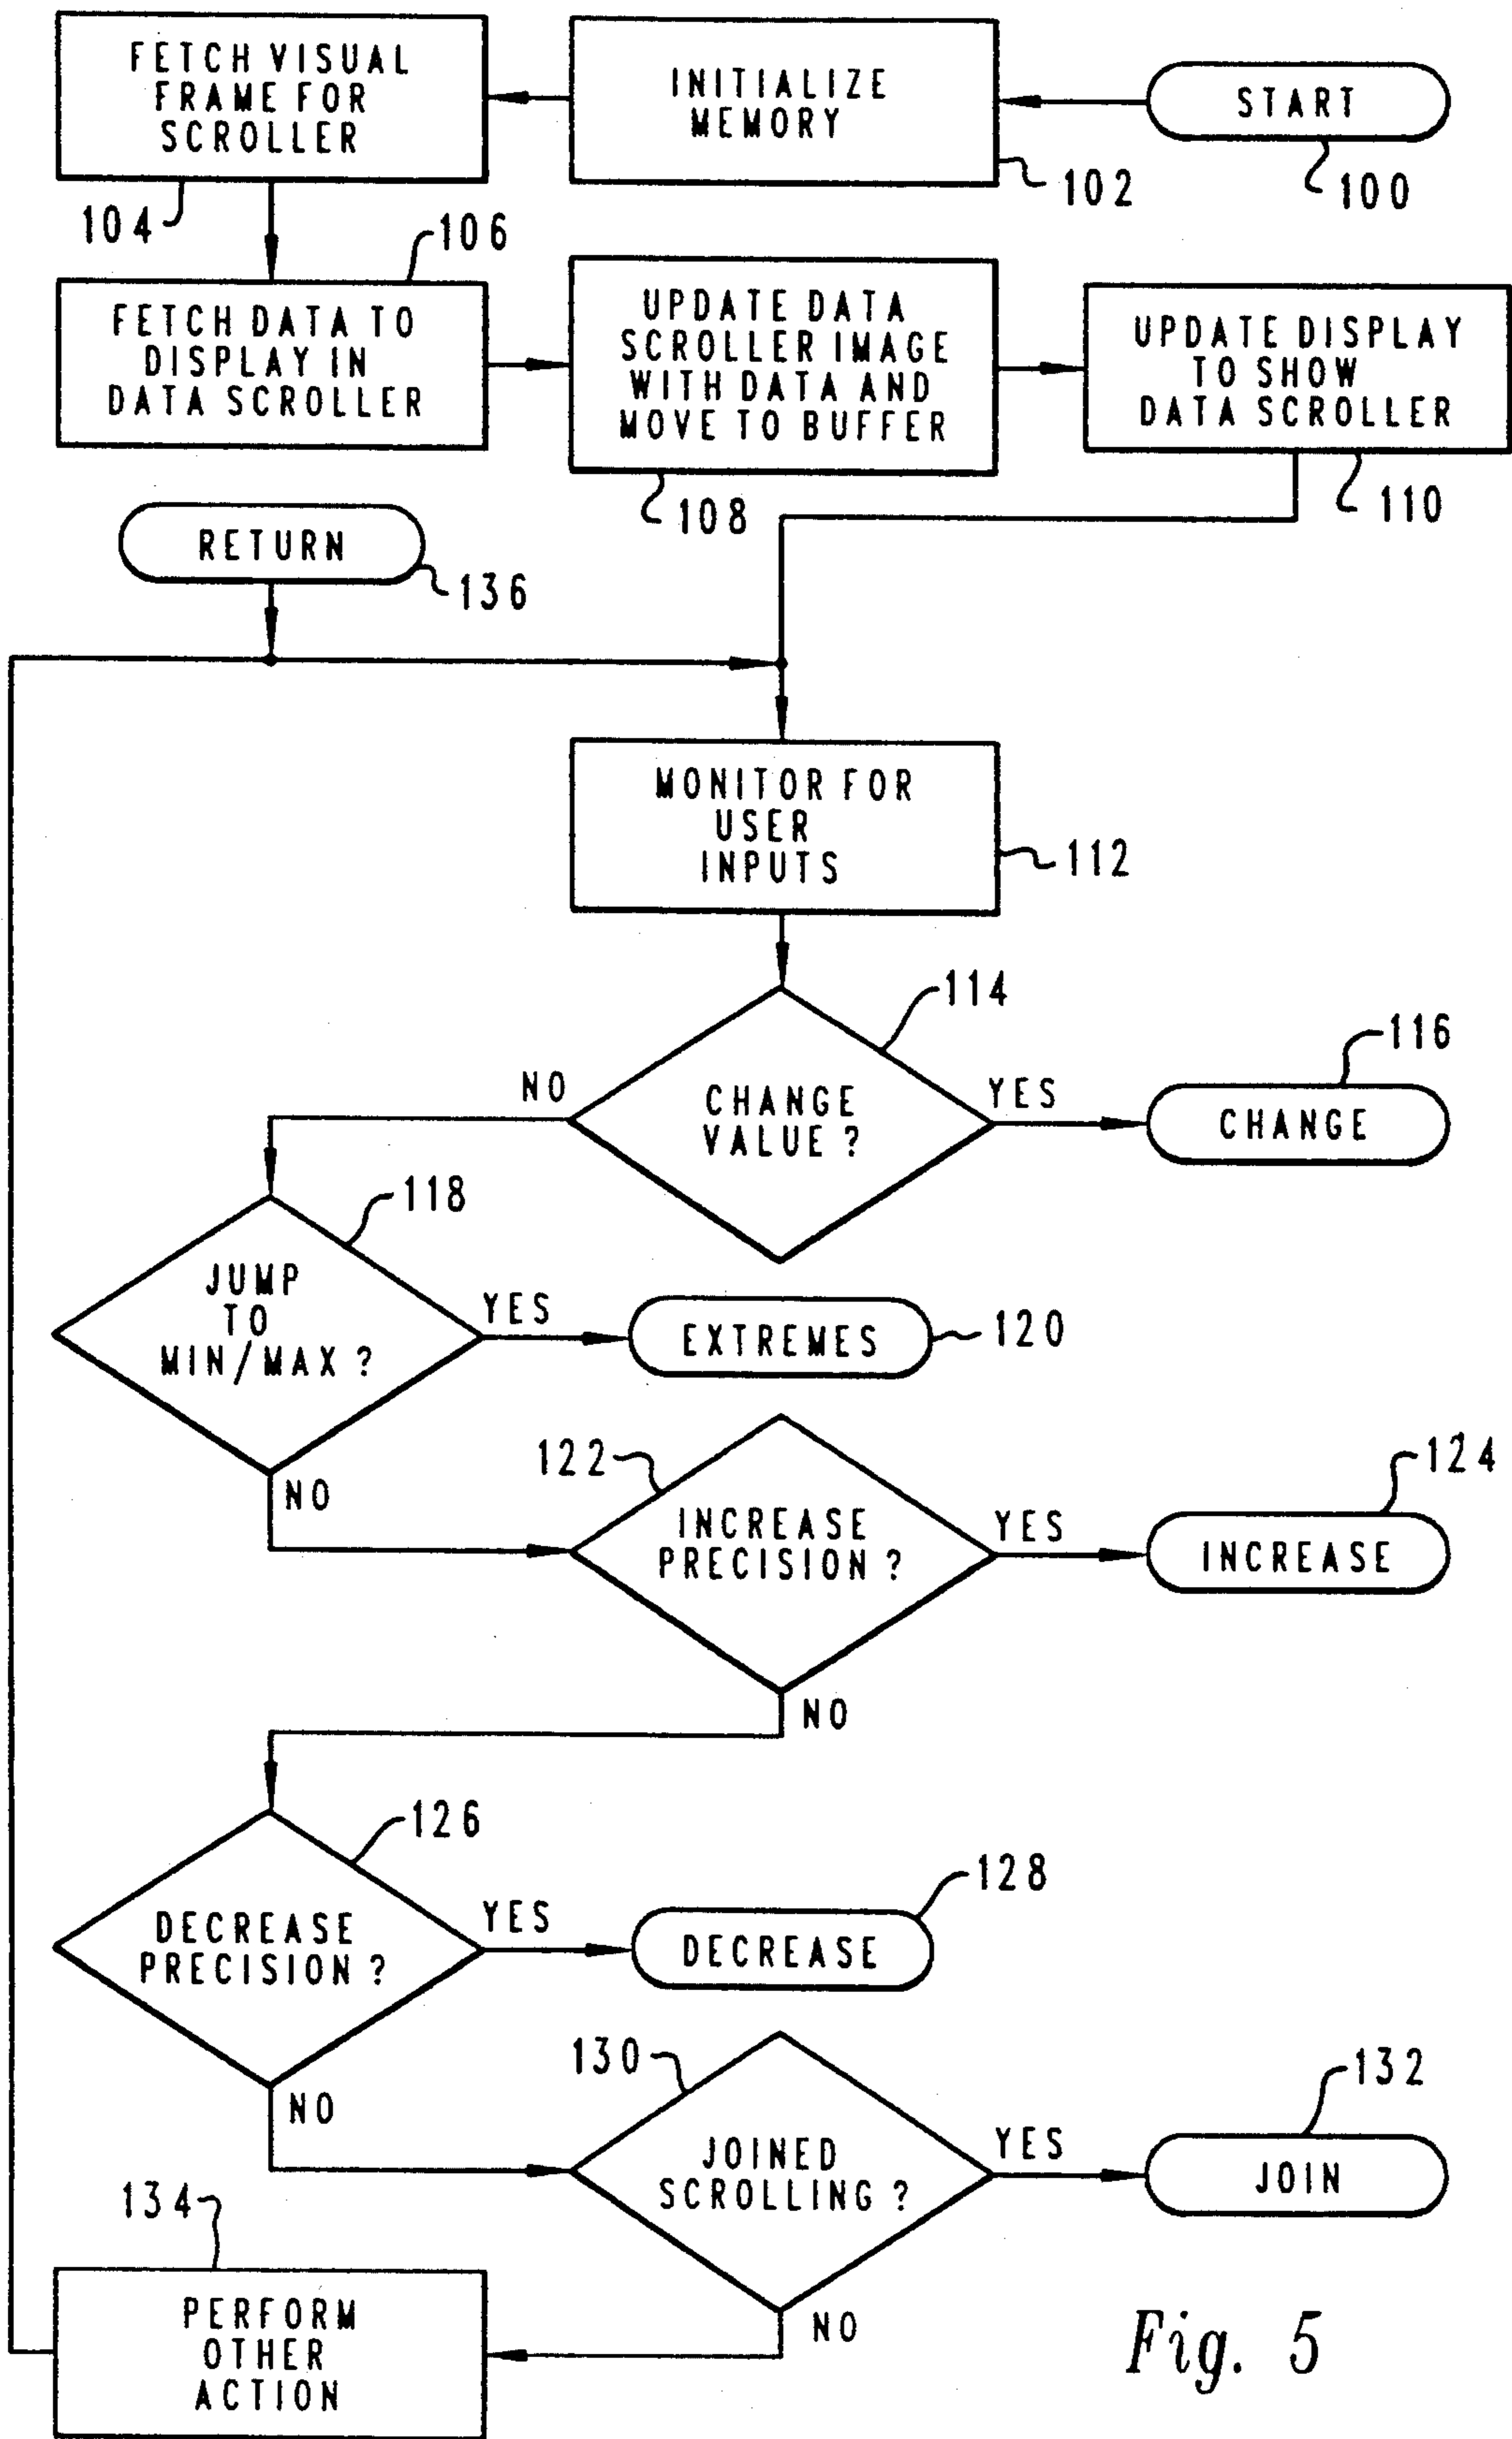 FETCH VISUAL
FRAME FOR
SCROLLER
104
INITIALIZE
MEMORY
102
START
100
106
FETCH DATA TO
DISPLAY IN
DATA SCROLLER
UPDATE DATA
SCROLLER IMAGE
WITH DATA AND
MOVE TO BUFFER
108
UPDATE DISPLAY
TO SHOW
DATA SCROLLER
110
RETURN
136
MONITOR FOR
USER
INPUTS
112
114
CHANGE
VALUE ?
NO
YES
116
CHANGE
118
JUMP
TO
MIN/MAX ?
YES
EXTREMES
120
NO
122
INCREASE
PRECISION ?
YES
124
INCREASE
NO
126
DECREASE
PRECISION ?
YES
128
DECREASE
NO
130
JOINED
SCROLLING ?
YES
132
JOIN
NO
134
PERFORM
OTHER
ACTION
Fig. 5